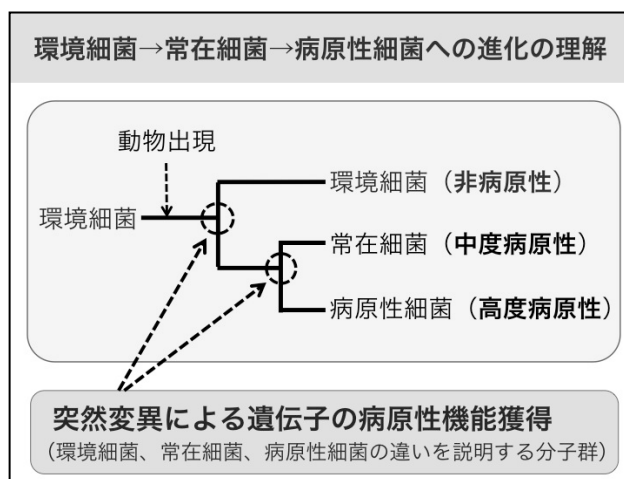 環境細菌→常在細菌→病原性細菌への進化の理解
動物出現
環境細菌（非病原性）
環境細菌
常在細菌（中度病原性）
病原性細菌（高度病原性）
突然変異による遺伝子の病原性機能獲得
（環境細菌、常在細菌、病原性細菌の違いを説明する分子群）